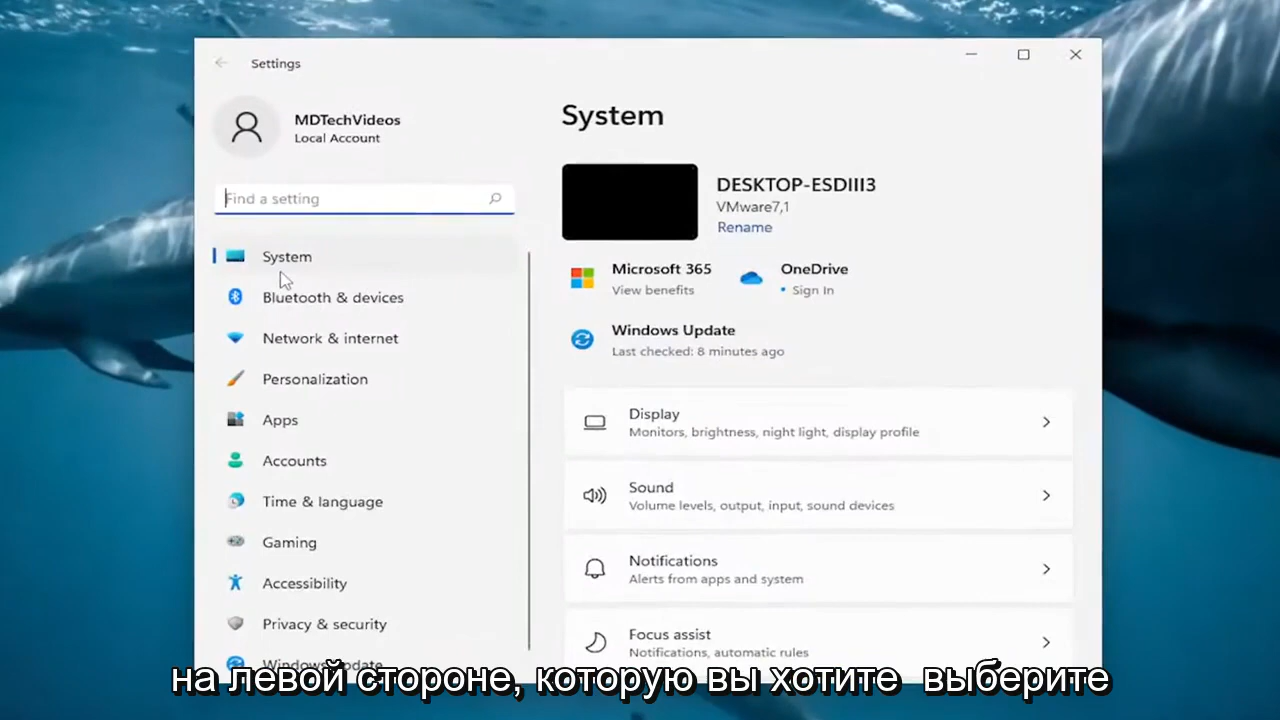 Settings
MDTechVideos
Local Account
Find a setting
System
Bluetooth & devices
Network & internet
Personalization
Apps
Accounts
Time & language
Gaming
Accessibility
Privacy & security
Windows Update
System
DESKTOP-ESDIII3
VMware7,1
Rename
Microsoft 365
View benefits
OneDrive
• Sign In
Windows Update
Last checked: 8 minutes ago
Display
Monitors, brightness, night light, display profile
Sound
Volume levels, output, input, sound devices
Notifications
Alerts from apps and system
Focus assist
Notifications, automatic rules
на левой стороне, которую вы хотите выберите